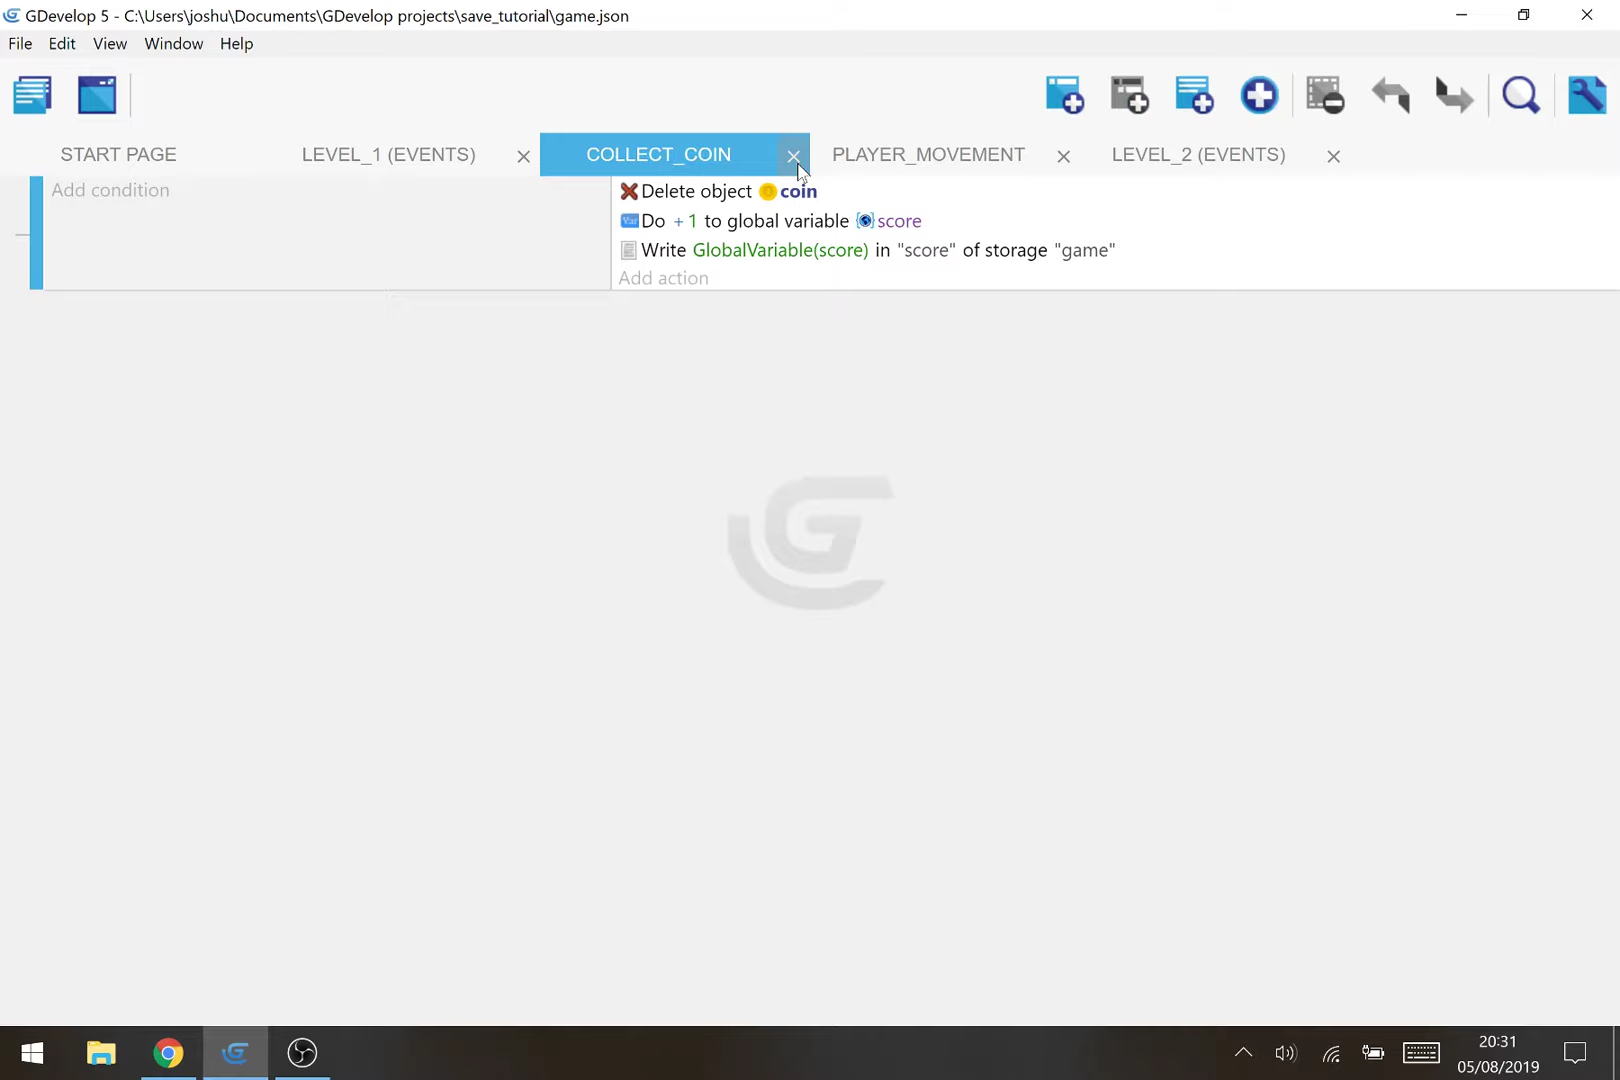 GDevelop 5 - C:\Users\joshu\Documents\GDevelop projects\save_tutorial\game.json
File Edit View Window Help
START PAGE LEVEL_1 (EVENTS) COLLECT_COIN PLAYER_MOVEMENT LEVEL_2 (EVENTS)
Add condition
Delete object coin
Var Do + 1 to global variable score
Write GlobalVariable(score) in "score" of storage "game"
Add action
20:31
05/08/2019